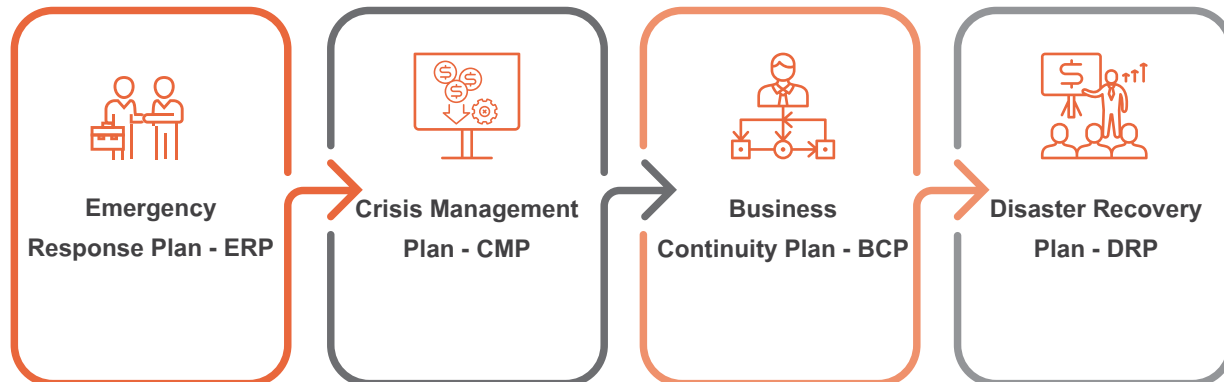 Emergency
Response Plan - ERP
Crisis Management
Plan - CMP
Business
Continuity Plan - BCP
Disaster Recovery
Plan - DRP